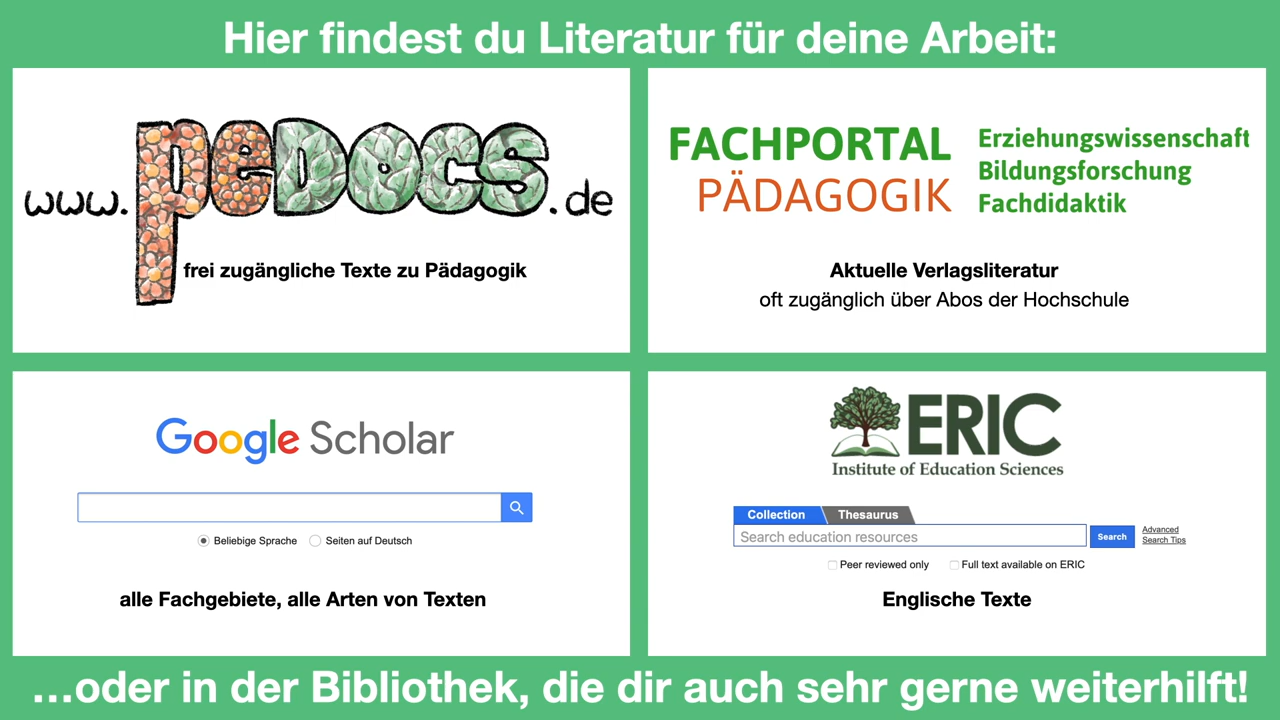 Hier findest du Literatur für deine Arbeit:
www.peDOCS.de
frei zugängliche Texte zu Pädagogik
FACHPORTAL
PÄDAGOGIK
Erziehungswissenschaft
Bildungsforschung
Fachdidaktik
Aktuelle Verlagsliteratur
oft zugänglich über Abos der Hochschule
Google Scholar
Beliebige Sprache Seiten auf Deutsch
alle Fachgebiete, alle Arten von Texten
ERIC
Institute of Education Sciences
Collection Thesaurus
Search education resources
Search
Advanced
Search Tips
Peer reviewed only Full text available on ERIC
Englische Texte
...oder in der Bibliothek, die dir auch sehr gerne weiterhilft!